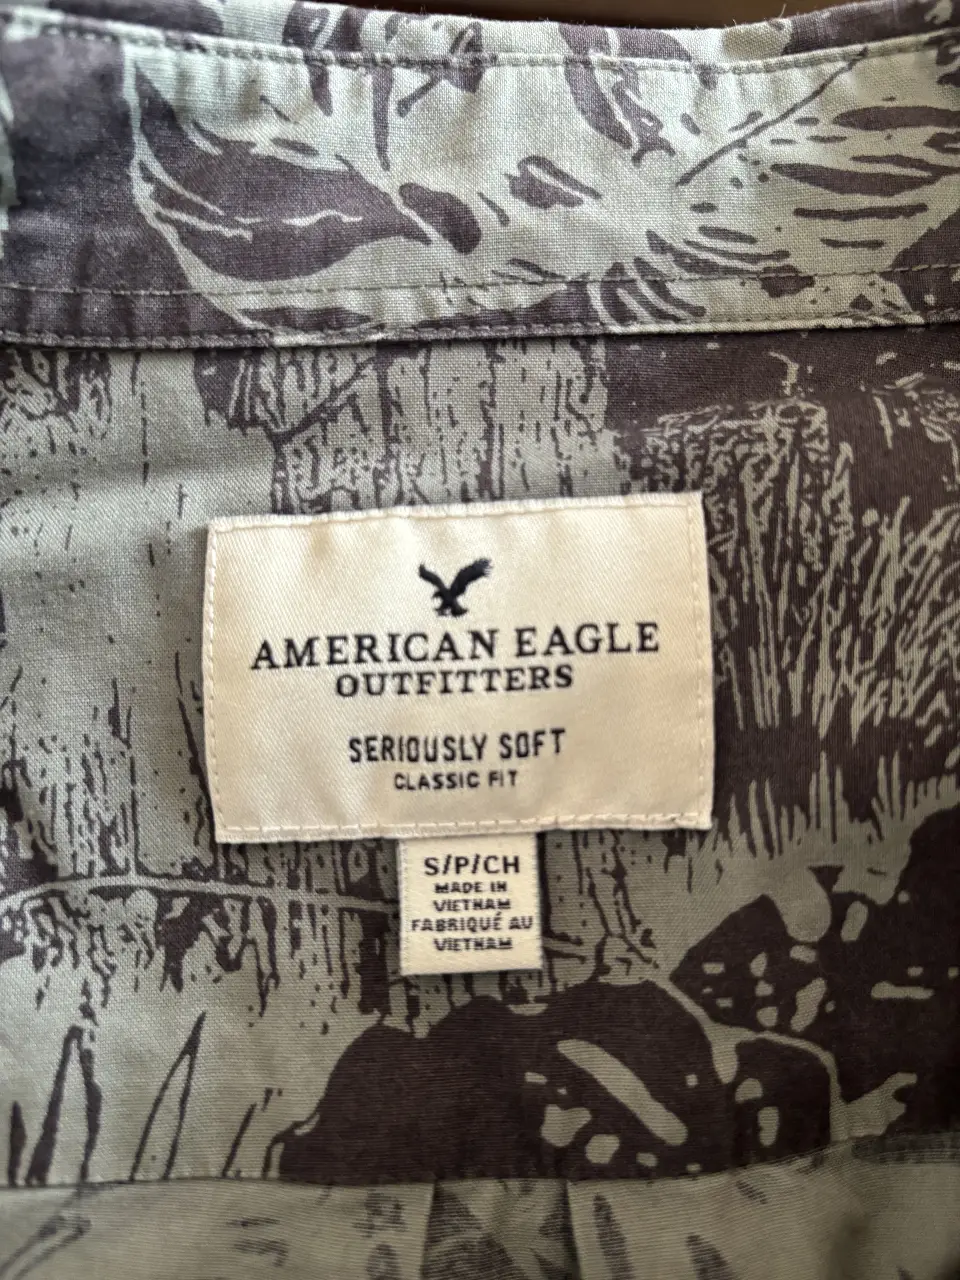 AMERICAN EAGLE
OUTFITTERS
SERIOUSLY SOFT
CLASSIC FIT
S/P/CH
MADE IN
VIETNAM
FABRIQUÉ AU
VIETNAM